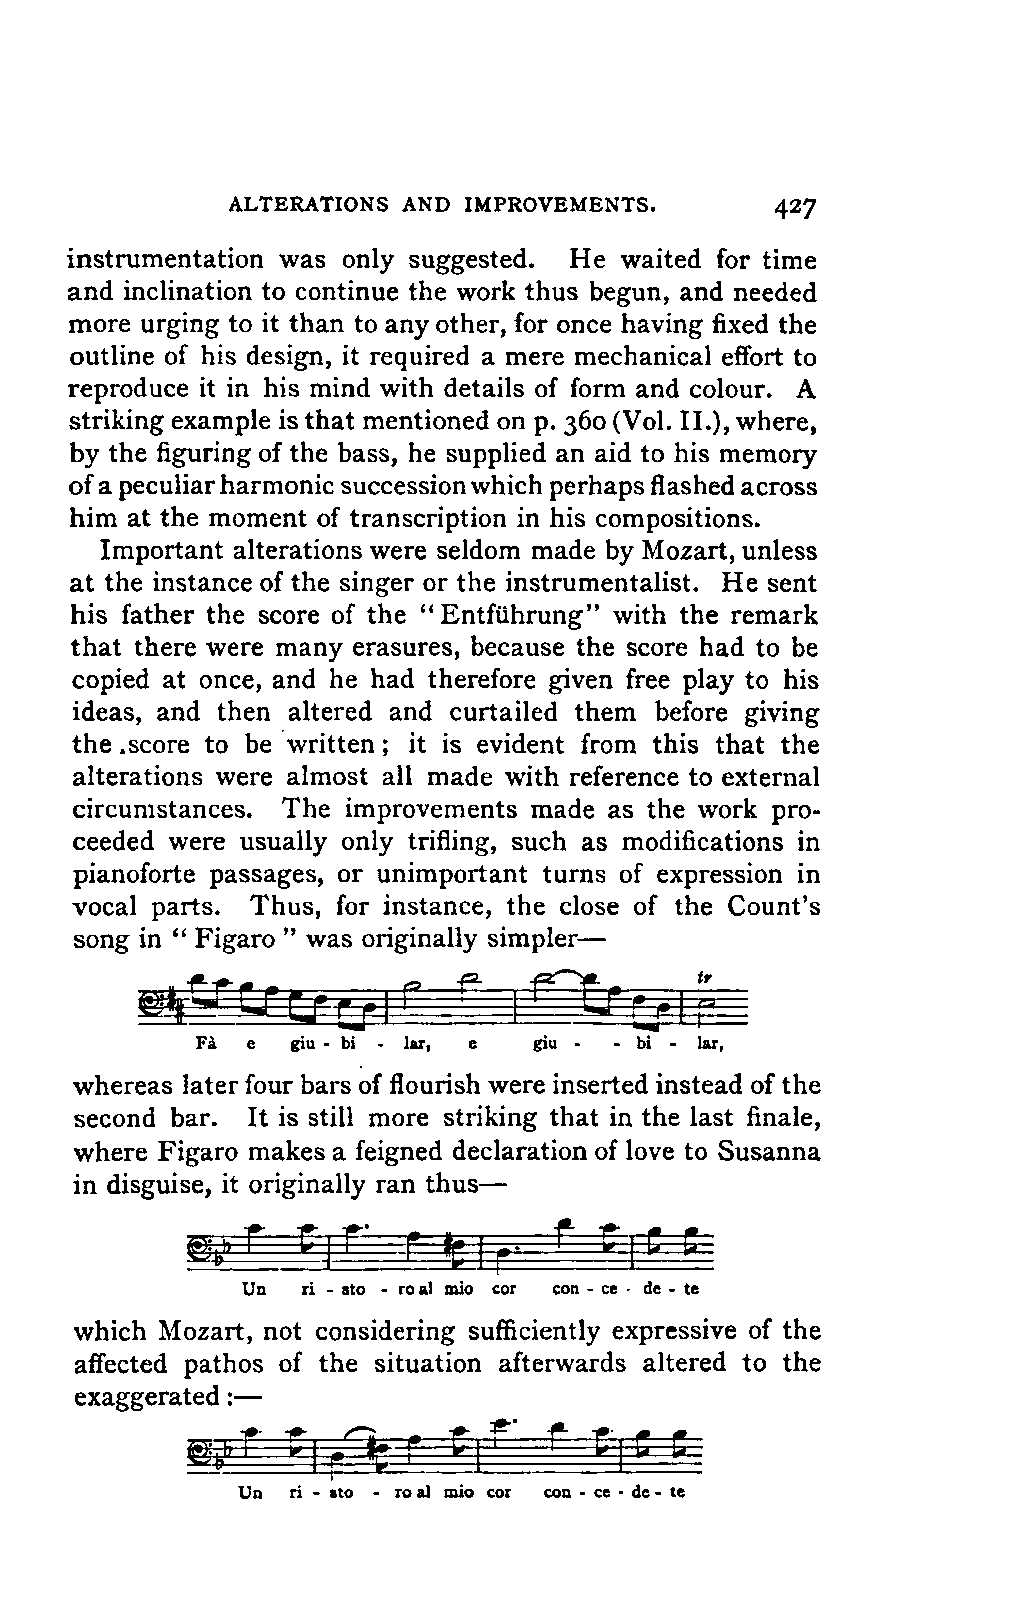 ALTERATIONS AND IMPROVEMENTS. 427
instrumentation was only suggested. He waited for time
and inclination to continue the work thus begun, and needed
more urging to it than to any other, for once having fixed the
outline of his design, it required a mere mechanical effort to
reproduce it in his mind with details of form and colour. A
striking example is that mentioned on p. 360 (Vol. II.), where,
by the figuring of the bass, he supplied an aid to his memory
of a peculiar harmonic succession which perhaps flashed across
him at the moment of transcription in his compositions.
Important alterations were seldom made by Mozart, unless
at the instance of the singer or the instrumentalist. He sent
his father the score of the "Entführung" with the remark
that there were many erasures, because the score had to be
copied at once, and he had therefore given free play to his
ideas, and then altered and curtailed them before giving
the score to be written; it is evident from this that the
alterations were almost all made with reference to external
circumstances. The improvements made as the work pro-
ceeded were usually only trifling, such as modifications in
pianoforte passages, or unimportant turns of expression in
vocal parts. Thus, for instance, the close of the Count's
song in "Figaro" was originally simpler—
tr
Fà e giu - bi - lar, e giu - - bi - lar,
whereas later four bars of flourish were inserted instead of the
second bar. It is still more striking that in the last finale,
where Figaro makes a feigned declaration of love to Susanna
in disguise, it originally ran thus—
Un ri - sto - ro al mio cor con - ce - de - te
which Mozart, not considering sufficiently expressive of the
affected pathos of the situation afterwards altered to the
exaggerated :—
Un ri - sto - ro al mio cor con - ce - de - te